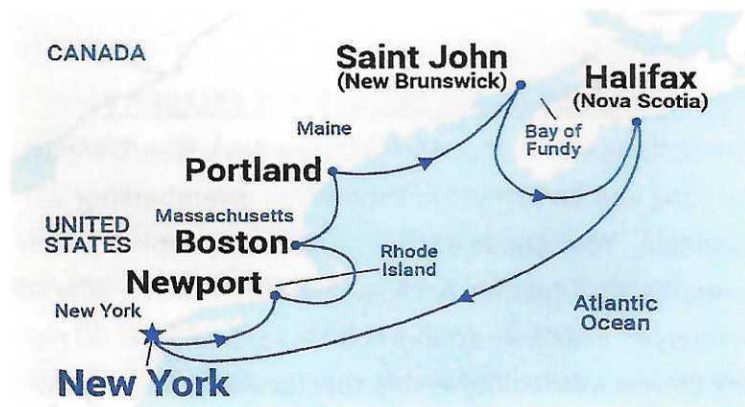 CANADA
Saint John
(New Brunswick)
Halifax
(Nova Scotia)
Maine
Bay of
Fundy
Portland
Massachusetts
UNITED
STATES
Boston
Rhode
Island
Newport
New York
Atlantic
Ocean
New York